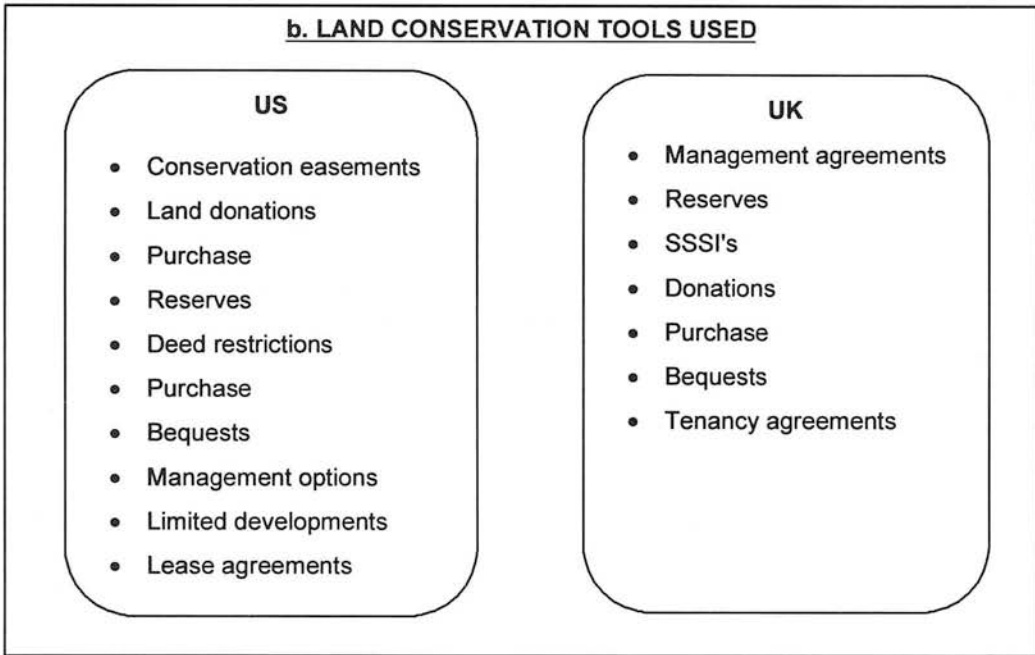 b. LAND CONSERVATION TOOLS USED
US
• Conservation easements
• Land donations
• Purchase
• Reserves
• Deed restrictions
• Purchase
• Bequests
• Management options
• Limited developments
• Lease agreements
UK
• Management agreements
• Reserves
• SSSI's
• Donations
• Purchase
• Bequests
• Tenancy agreements